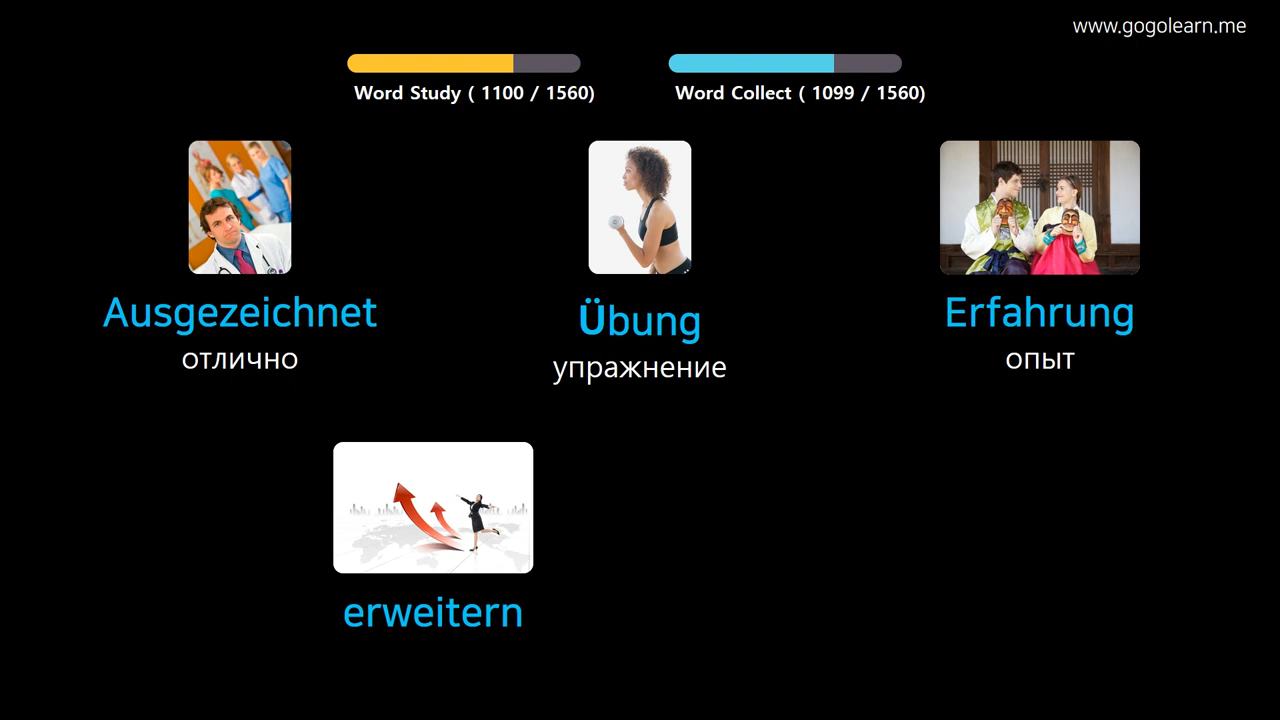 www.gogolearn.me
Word Study ( 1100 / 1560)
Word Collect ( 1099 / 1560)
Ausgezeichnet
отлично
Übung
упражнение
Erfahrung
опыт
erweitern